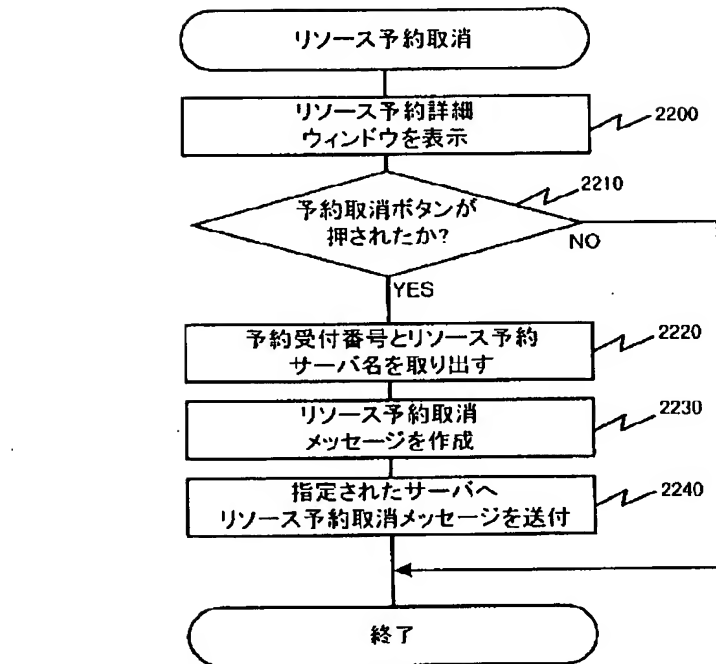 リソース予約取消
リソース予約詳細
ウィンドウを表示
2200
2210
予約取消ボタンが
押されたか?
NO
YES
予約受付番号とリソース予約
サーバ名を取り出す
2220
リソース予約取消
メッセージを作成
2230
指定されたサーバへ
リソース予約取消メッセージを送付
2240
終了